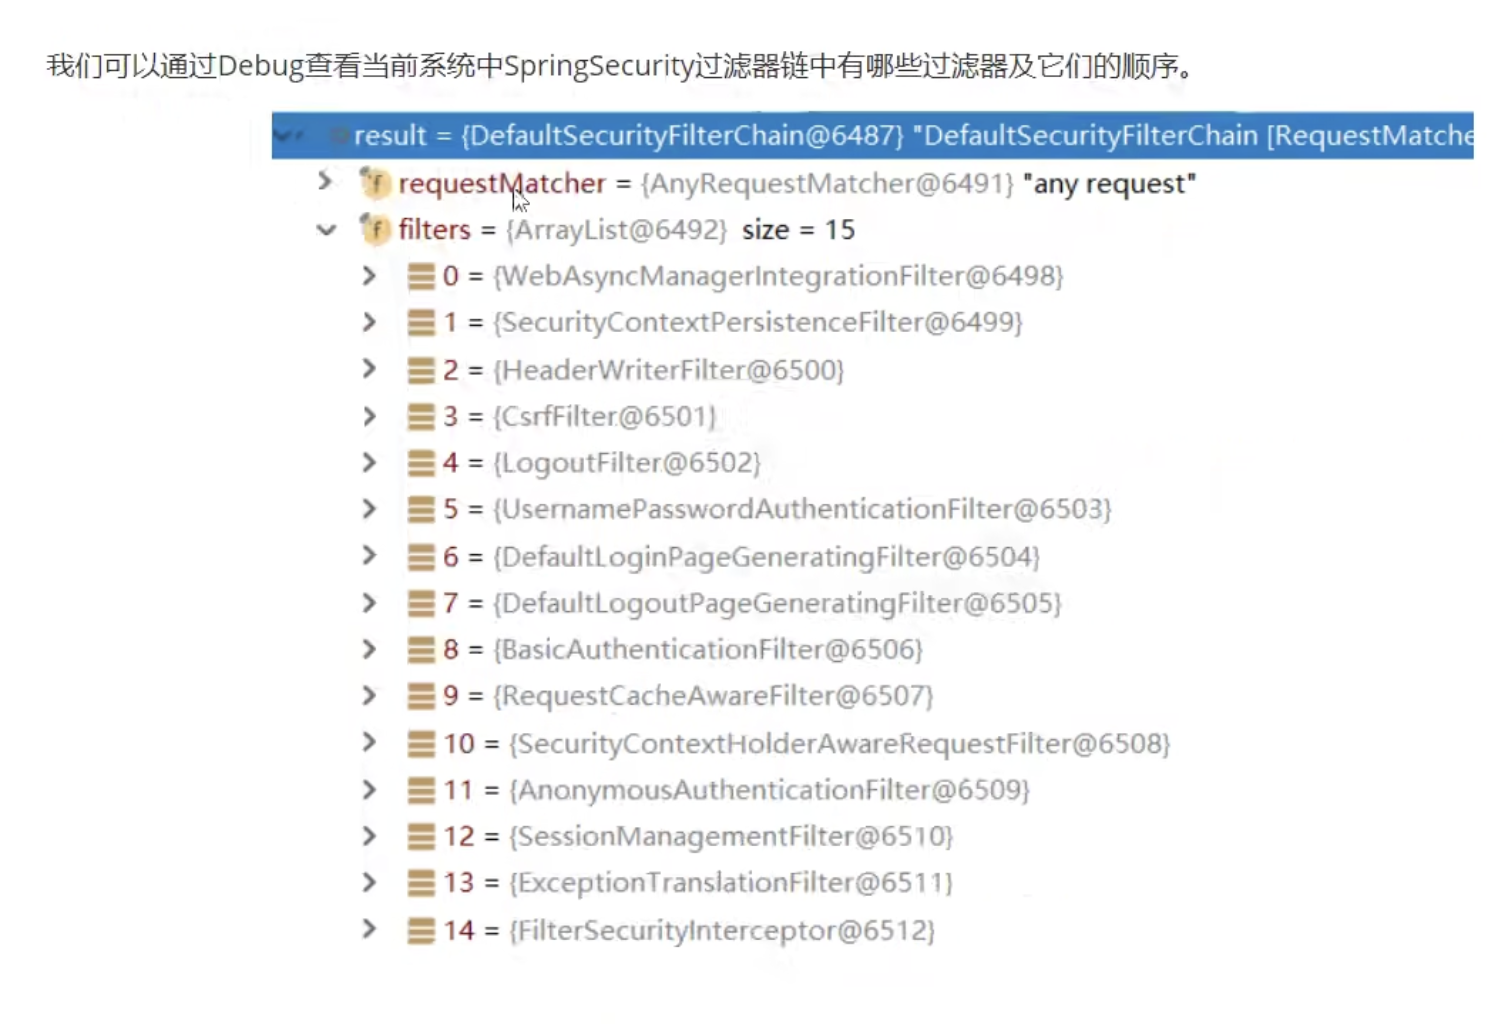 我们可以通过Debug查看当前系统中SpringSecurity过滤器链中有哪些过滤器及它们的顺序。
result = {DefaultSecurityFilterChain@6487} "DefaultSecurityFilterChain [RequestMatche
requestMatcher = {AnyRequestMatcher@6491} "any request"
filters = {ArrayList@6492} size = 15
0 = {WebAsyncManagerIntegrationFilter@6498}
1 = {SecurityContextPersistenceFilter@6499}
2 = {HeaderWriterFilter@6500}
3 = {CsrfFilter@6501}
4 = {LogoutFilter@6502}
5 = {UsernamePasswordAuthenticationFilter@6503}
6 = {DefaultLoginPageGeneratingFilter@6504}
7 = {DefaultLogoutPageGeneratingFilter@6505}
8 = {BasicAuthenticationFilter@6506}
9 = {RequestCacheAwareFilter@6507}
10 = {SecurityContextHolderAwareRequestFilter@6508}
11 = {AnonymousAuthenticationFilter@6509}
12 = {SessionManagementFilter@6510}
13 = {ExceptionTranslationFilter@6511}
14 = {FilterSecurityInterceptor@6512}